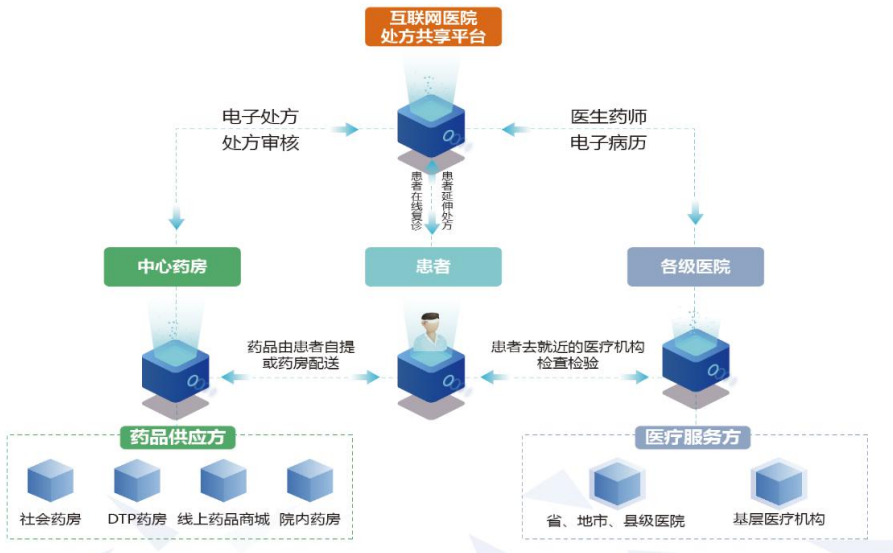 互联网医院
处方共享平台
电子处方
处方审核
医生药师
电子病历
患者在线复诊
患者延伸处方
中心药房
患者
各级医院
药品由患者自提
或药房配送
患者去就近的医疗机构
检查检验
药品供应方
医疗服务方
社会药房
DTP药房
线上药品商城
院内药房
省、地市、县级医院
基层医疗机构